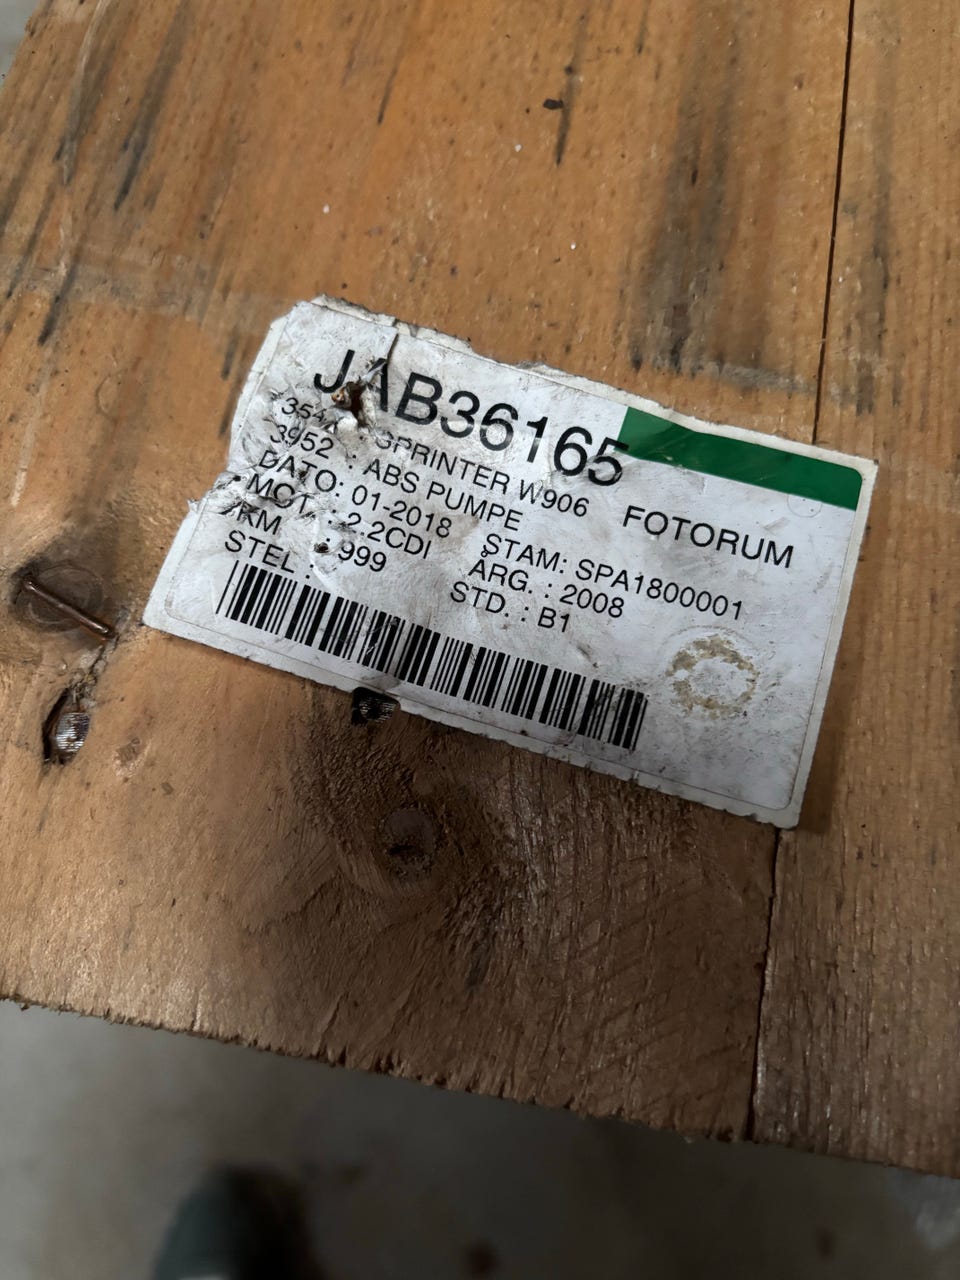 JAB36165
: SPRINTER W906 FOTORUM
3952 : ABS PUMPE
DATO: 01-2018 STAM: SPA1800001
MOT. : 2.2CDI ÅRG. : 2008
KM : 999 STD. : B1
STEL :